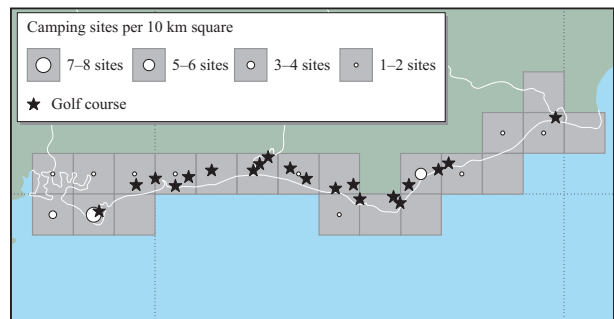 Camping sites per 10 km square
7–8 sites 5–6 sites 3–4 sites 1–2 sites
Golf course